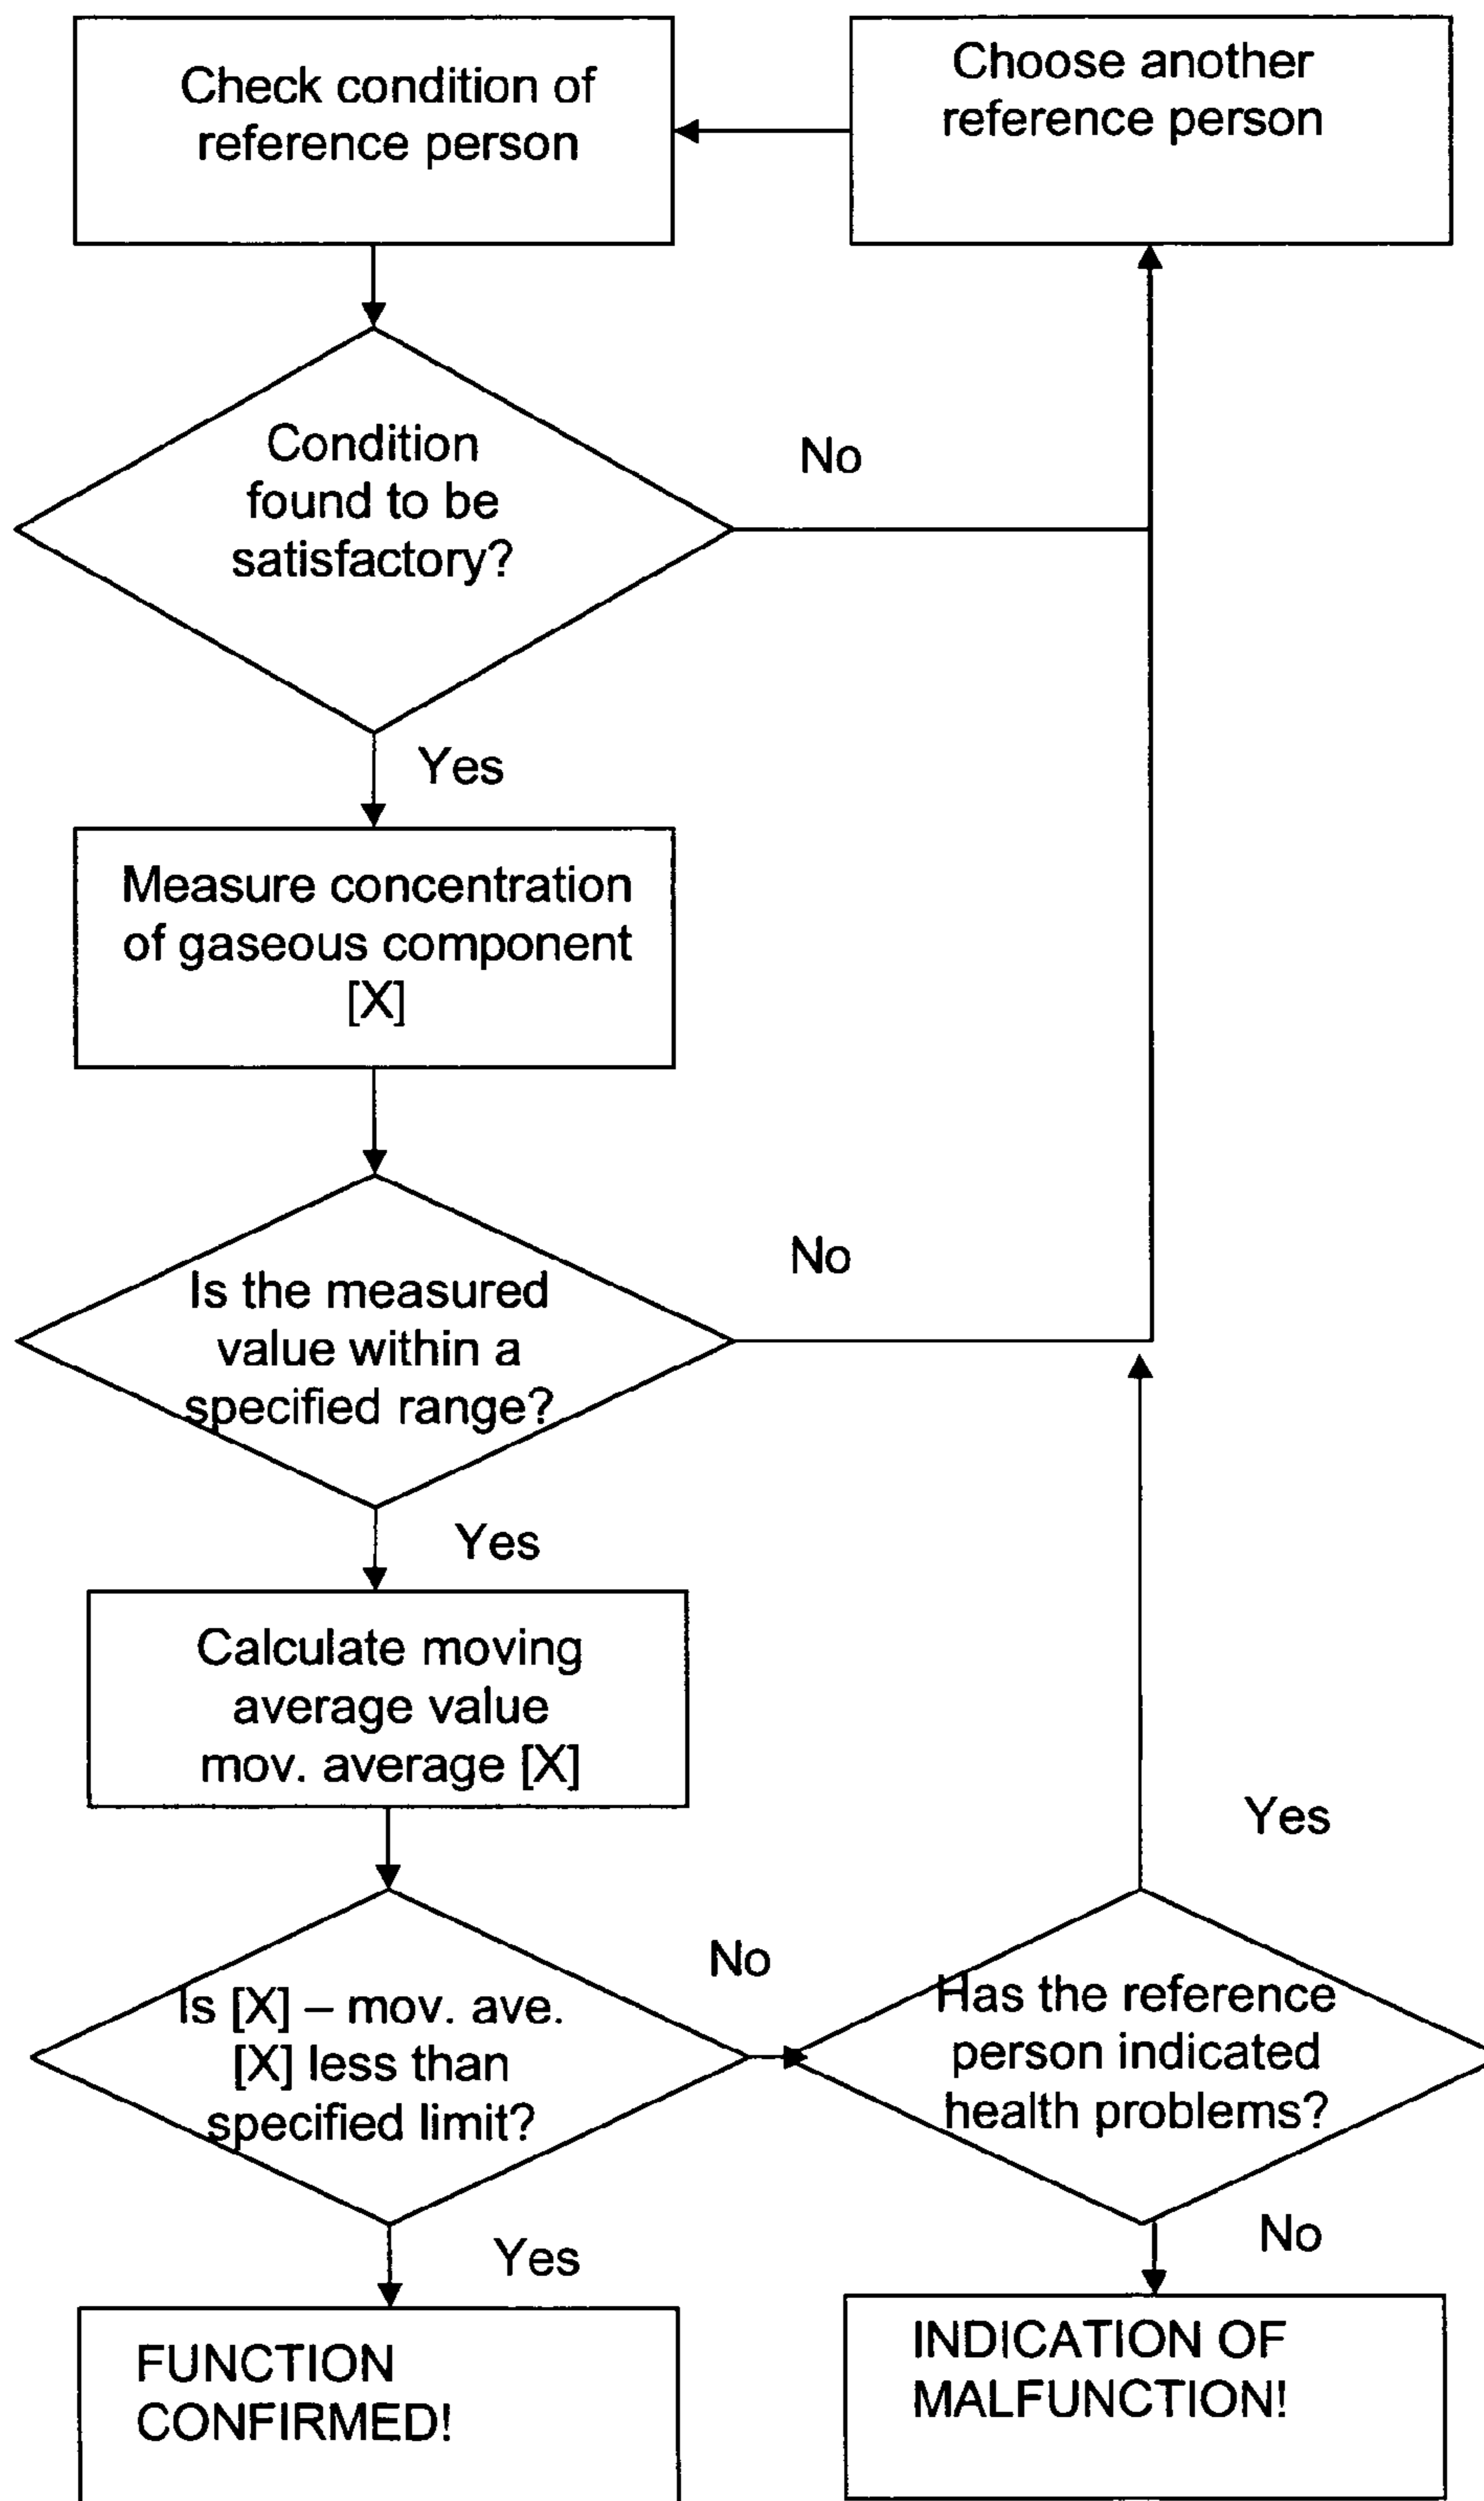 Check condition of
reference person
Choose another
reference person
Condition
found to be
satisfactory?
No
Yes
Measure concentration
of gaseous component
[X]
Is the measured
value within a
specified range?
No
Yes
Calculate moving
average value
mov. average [X]
Yes
Is [X] – mov. ave.
[X] less than
specified limit?
No
Has the reference
person indicated
health problems?
Yes
No
FUNCTION
CONFIRMED!
INDICATION OF
MALFUNCTION!